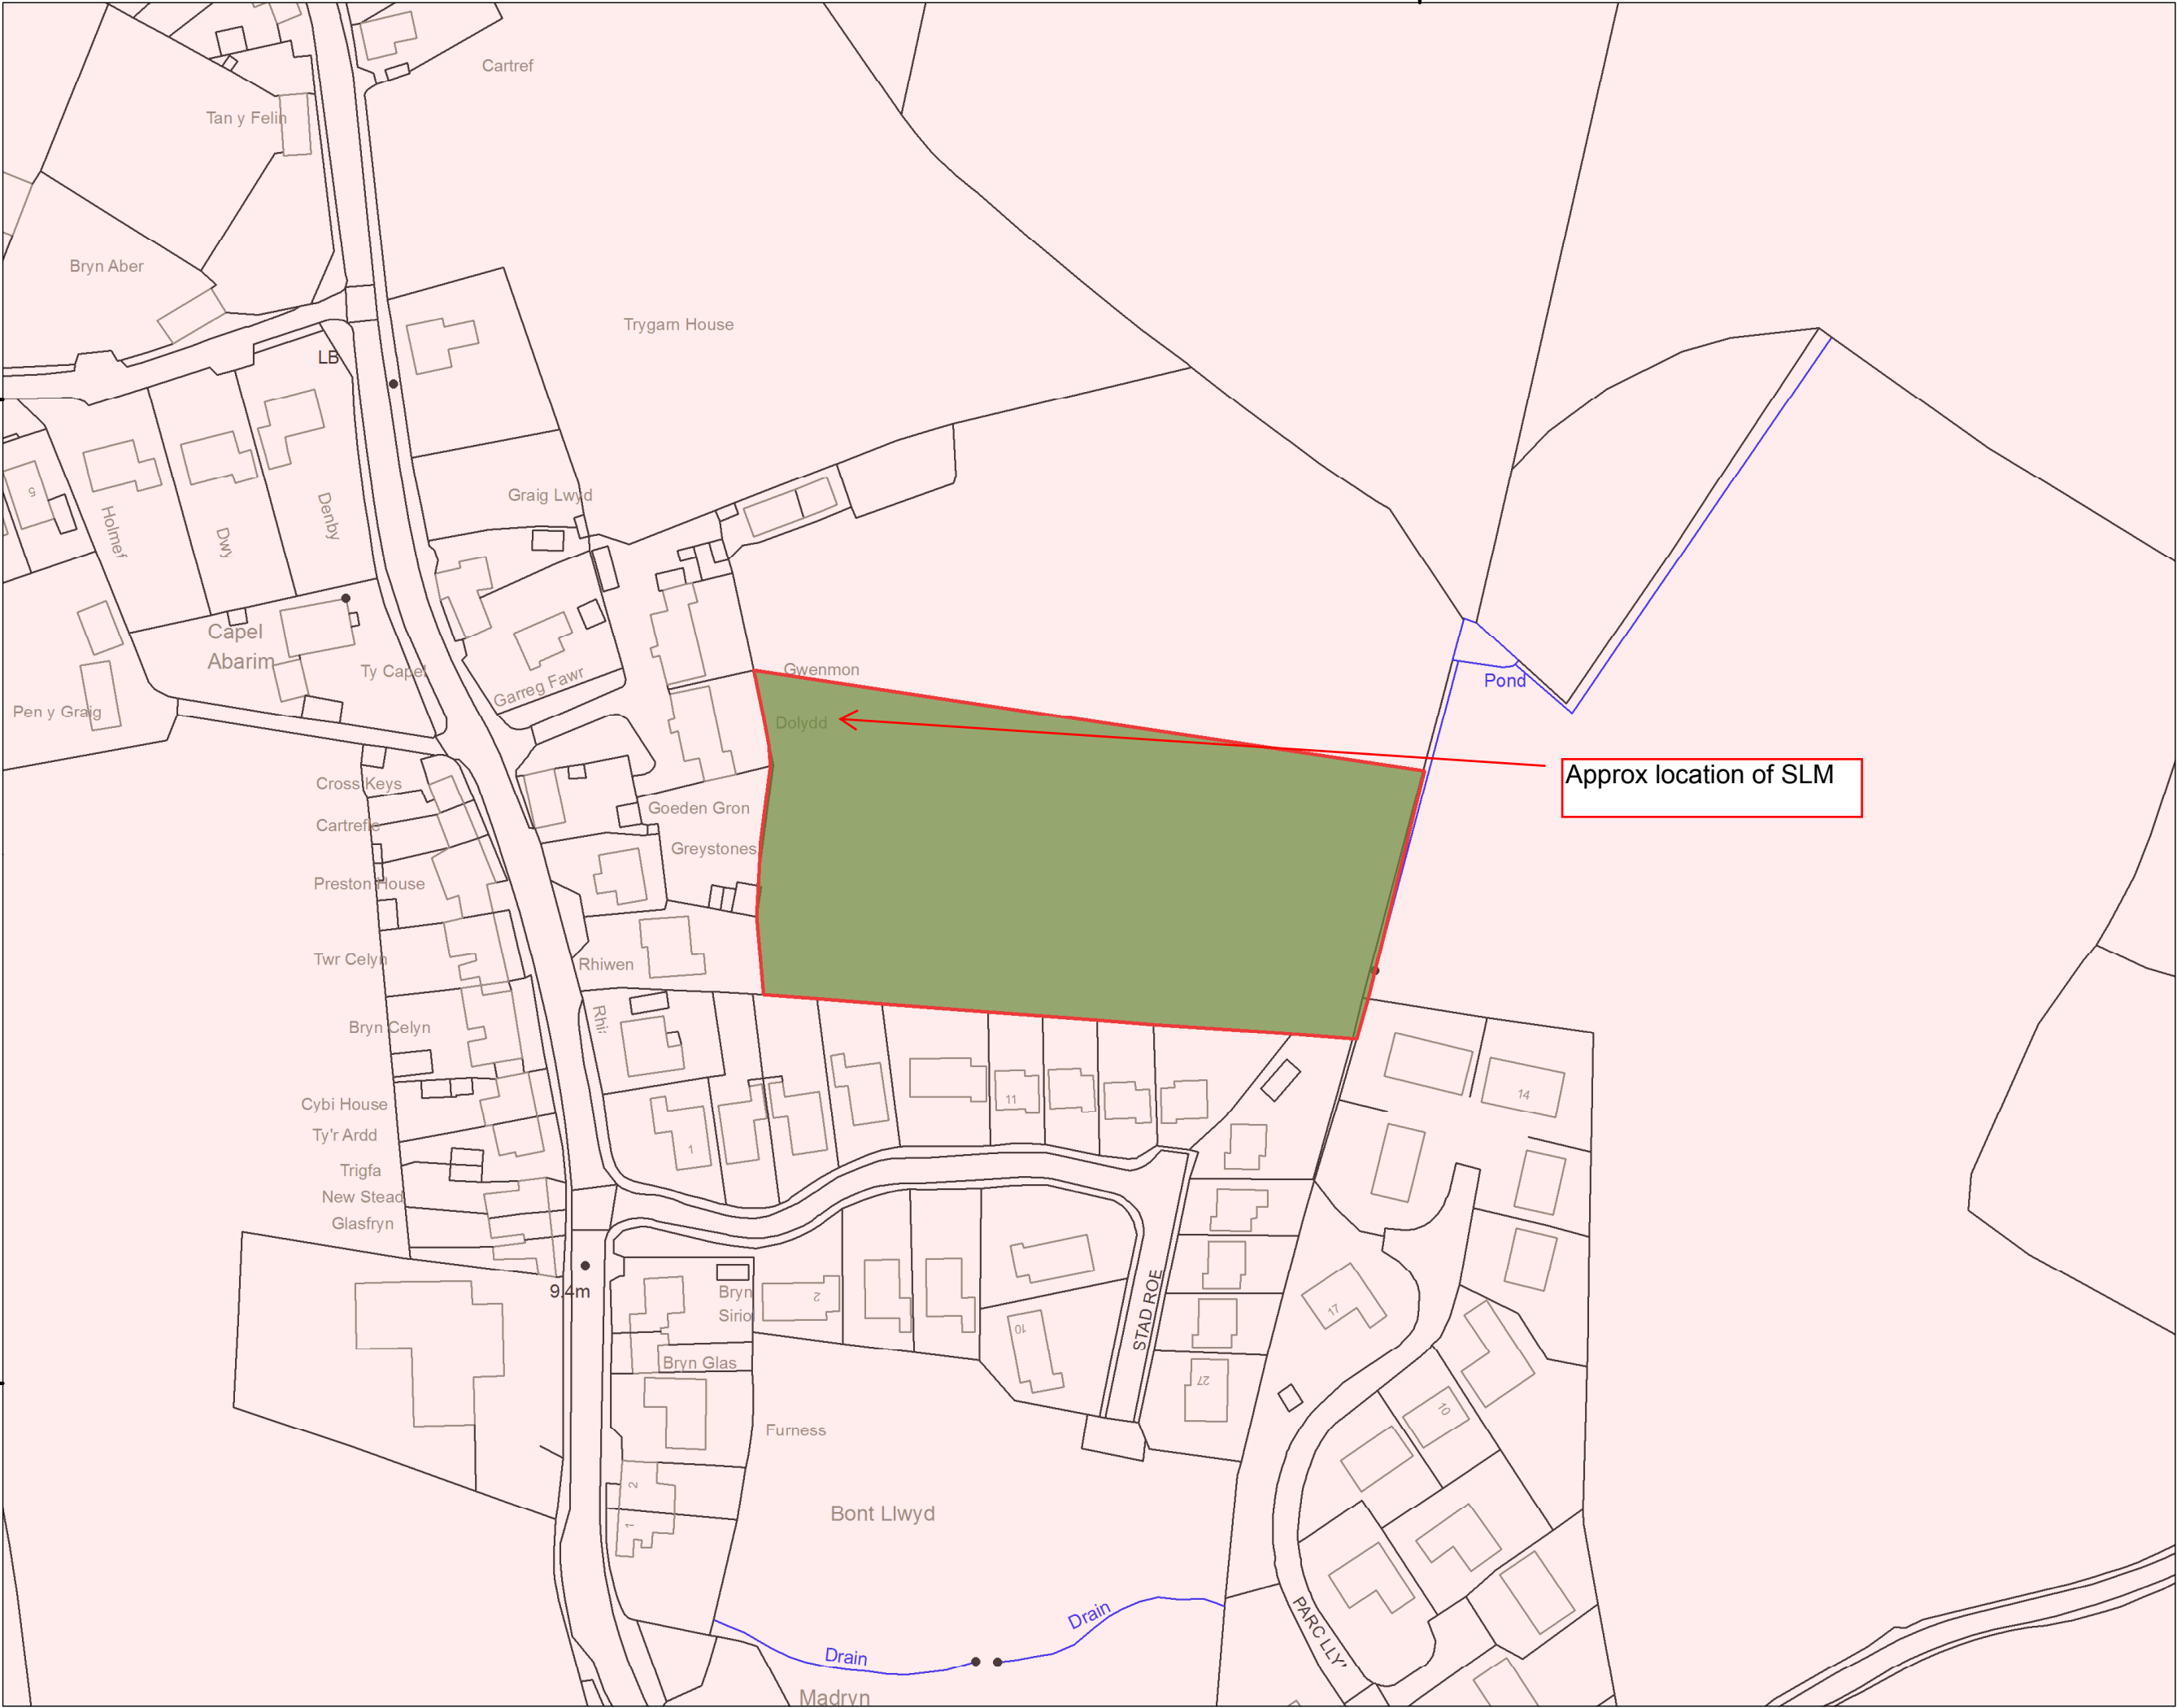 Cartref
Tan y Felin
Bryn Aber
Trygarn House
LB
5
Holmef
Dwy
Denby
Graig Lwyd
Capel
Abarim
Ty Capel
Garreg Fawr
Gwenmon
Pond
Pen y Graig
Dolydd
Approx location of SLM
Cross Keys
Cartrefle
Goeden Gron
Greystones
Preston House
Twr Celyn
Rhiwen
Rhi
Bryn Celyn
14
11
Cybi House
Ty'r Ardd
1
Trigfa
New Stead
Glasfryn
9.4m
Bryn
Sirio
2
10
STAD ROE
17
Bryn Glas
27
10
Furness
2
1
Bont Llwyd
Drain
Drain
PARC LLY'
Madryn